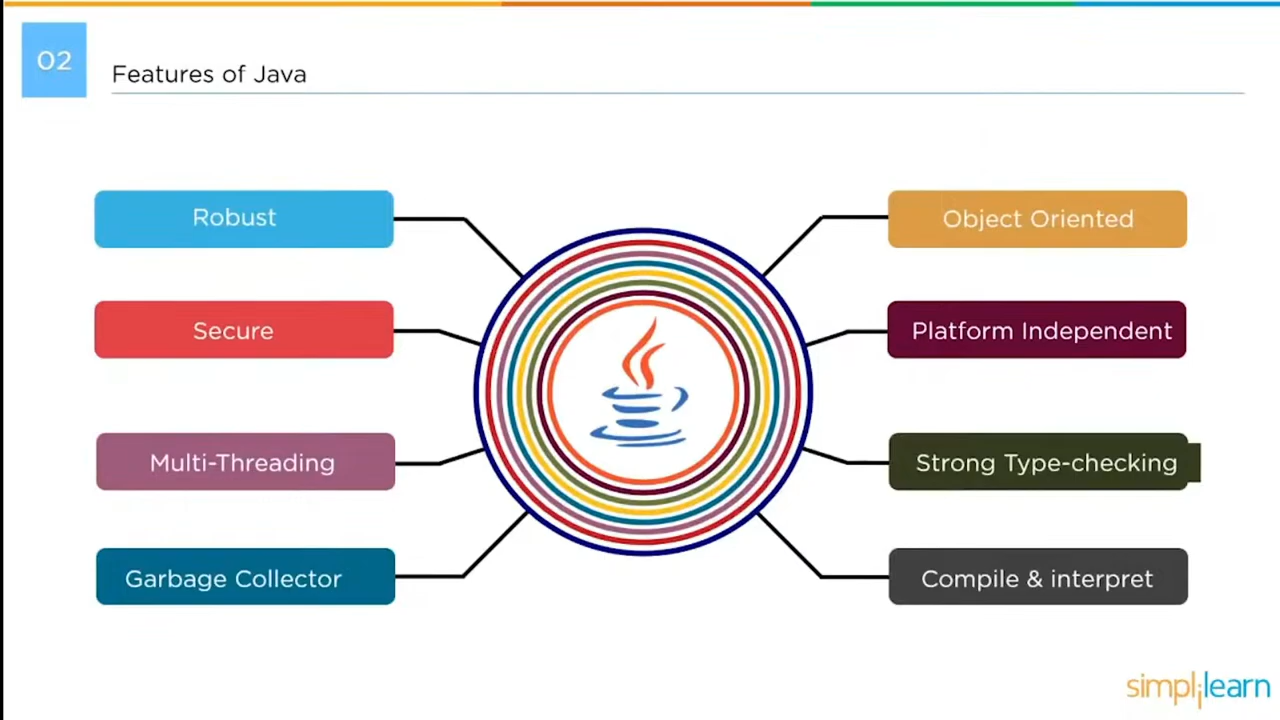 02
Features of Java
Robust
Object Oriented
Secure
Platform Independent
Multi-Threading
Strong Type-checking
Garbage Collector
Compile & interpret
simplilearn